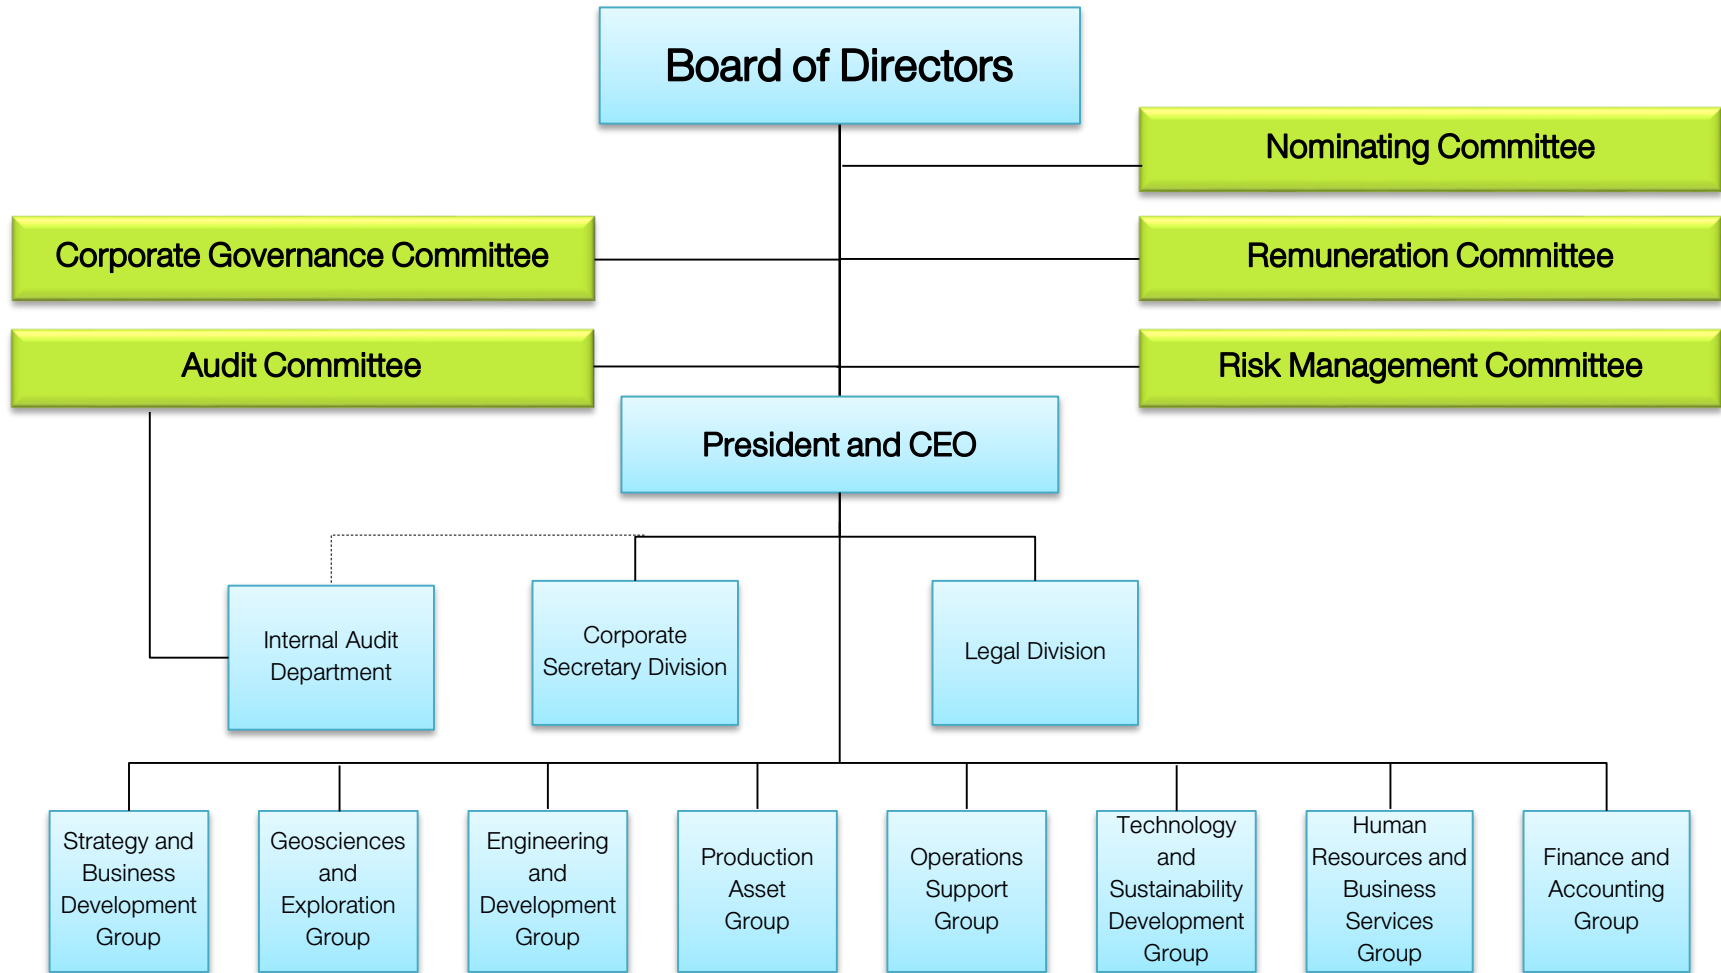 Board of Directors
Nominating Committee
Corporate Governance Committee
Remuneration Committee
Audit Committee
Risk Management Committee
President and CEO
Internal Audit
Department
Corporate
Secretary Division
Legal Division
Strategy and
Business
Development
Group
Geosciences
and
Exploration
Group
Engineering
and
Development
Group
Production
Asset
Group
Operations
Support
Group
Technology
and
Sustainability
Development
Group
Human
Resources and
Business
Services
Group
Finance and
Accounting
Group